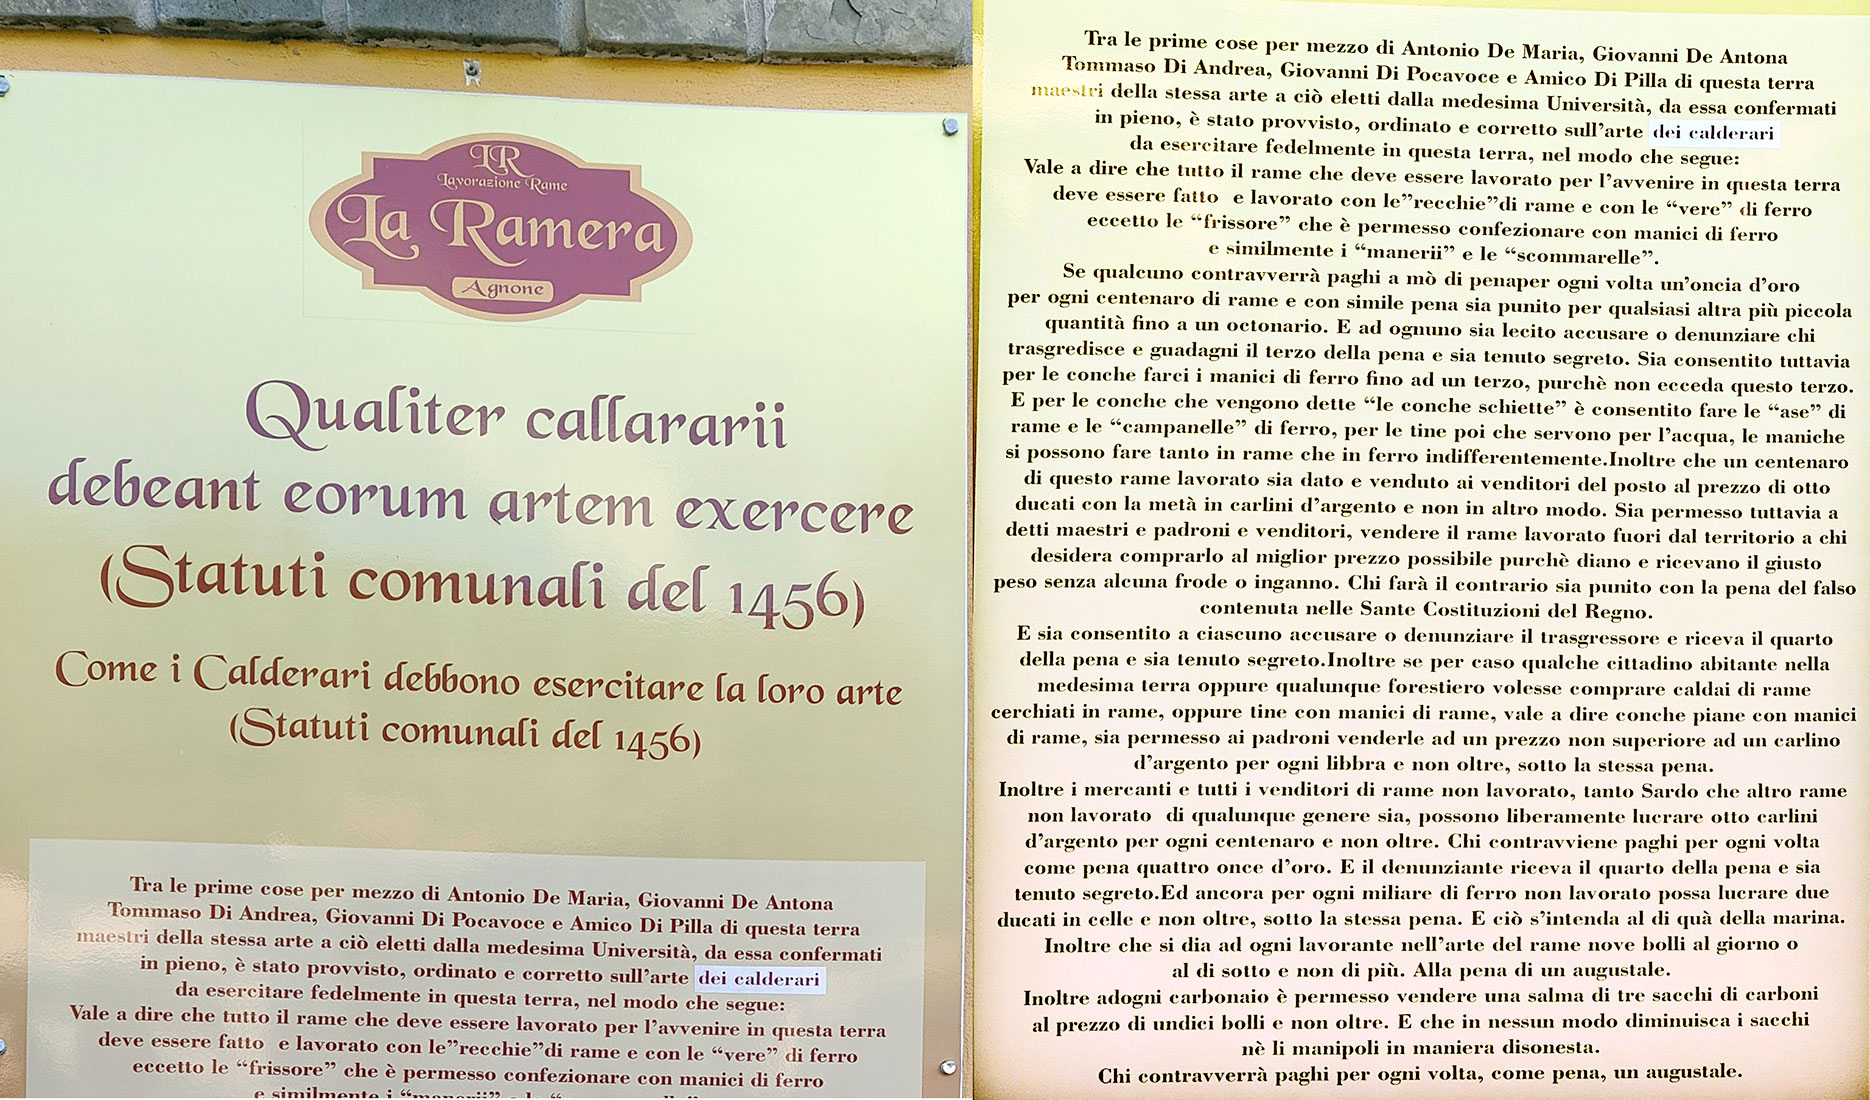 LR
Lavorazione Rame
La Ramera
Agnone
Qualiter callararii
debeant eorum artem exercere
(Statuti comunali del 1456)
Come i Calderari debbono esercitare la loro arte
(Statuti comunali del 1456)
Tra le prime cose per mezzo di Antonio De Maria, Giovanni De Antona
Tommaso Di Andrea, Giovanni Di Pocavoce e Amico Di Pilla di questa terra
maestri della stessa arte a ciò eletti dalla medesima Università, da essa confermati
in pieno, è stato provvisto, ordinato e corretto sull'arte dei calderari
da esercitare fedelmente in questa terra, nel modo che segue:
Vale a dire che tutto il rame che deve essere lavorato per l'avvenire in questa terra
deve essere fatto e lavorato con le"recchie"di rame e con le "vere" di ferro
eccetto le "frissore" che è permesso confezionare con manici di ferro
e similmente i "manerii"
Tra le prime cose per mezzo di Antonio De Maria, Giovanni De Antona
Tommaso Di Andrea, Giovanni Di Pocavoce e Amico Di Pilla di questa terra
maestri della stessa arte a ciò eletti dalla medesima Università, da essa confermati
in pieno, è stato provvisto, ordinato e corretto sull'arte dei calderari
da esercitare fedelmente in questa terra, nel modo che segue:
Vale a dire che tutto il rame che deve essere lavorato per l'avvenire in questa terra
deve essere fatto e lavorato con le"recchie"di rame e con le "vere" di ferro
eccetto le "frissore" che è permesso confezionare con manici di ferro
e similmente i "manerii" e le "scommarelle".
Se qualcuno contravverrà paghi a mò di penaper ogni volta un'oncia d'oro
per ogni centenaro di rame e con simile pena sia punito per qualsiasi altra più piccola
quantità fino a un octonario. E ad ognuno sia lecito accusare o denunziare chi
trasgredisce e guadagni il terzo della pena e sia tenuto segreto. Sia consentito tuttavia
per le conche farci i manici di ferro fino ad un terzo, purchè non ecceda questo terzo.
E per le conche che vengono dette "le conche schiette" è consentito fare le "ase" di
rame e le "campanelle" di ferro, per le tine poi che servono per l'acqua, le maniche
si possono fare tanto in rame che in ferro indifferentemente.Inoltre che un centenaro
di questo rame lavorato sia dato e venduto ai venditori del posto al prezzo di otto
ducati con la metà in carlini d'argento e non in altro modo. Sia permesso tuttavia a
detti maestri e padroni e venditori, vendere il rame lavorato fuori dal territorio a chi
desidera comprarlo al miglior prezzo possibile purchè diano e ricevano il giusto
peso senza alcuna frode o inganno. Chi farà il contrario sia punito con la pena del falso
contenuta nelle Sante Costituzioni del Regno.
E sia consentito a ciascuno accusare o denunziare il trasgressore e riceva il quarto
della pena e sia tenuto segreto.Inoltre se per caso qualche cittadino abitante nella
medesima terra oppure qualunque forestiero volesse comprare caldai di rame
cerchiati in rame, oppure tine con manici di rame, vale a dire conche piane con manici
di rame, sia permesso ai padroni venderle ad un prezzo non superiore ad un carlino
d'argento per ogni libbra e non oltre, sotto la stessa pena.
Inoltre i mercanti e tutti i venditori di rame non lavorato, tanto Sardo che altro rame
non lavorato di qualunque genere sia, possono liberamente lucrare otto carlini
d'argento per ogni centenaro e non oltre. Chi contravviene paghi per ogni volta
come pena quattro once d'oro. E il denunziante riceva il quarto della pena e sia
tenuto segreto.Ed ancora per ogni miliare di ferro non lavorato possa lucrare due
ducati in celle e non oltre, sotto la stessa pena. E ciò s'intenda al di quà della marina.
Inoltre che si dia ad ogni lavorante nell'arte del rame nove bolli al giorno o
al di sotto e non di più. Alla pena di un augustale.
Inoltre adogni carbonaio è permesso vendere una salma di tre sacchi di carboni
al prezzo di undici bolli e non oltre. E che in nessun modo diminuisca i sacchi
nè li manipoli in maniera disonesta.
Chi contravverrà paghi per ogni volta, come pena, un augustale.